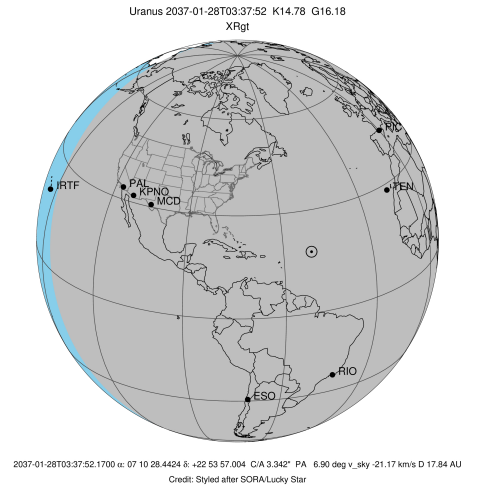 Uranus 2037-01-28T03:37:52 K14.78 G16.18
XRgt
PIC
IRTF
PAL
TEN
KPNO
MCD
RIO
ESO
2037-01-28T03:37:52.1700 α: 07 10 28.4424 δ: +22 53 57.004 C/A 3.342" PA 6.90 deg v_sky -21.17 km/s D 17.84 AU
Credit: Styled after SORA/Lucky Star